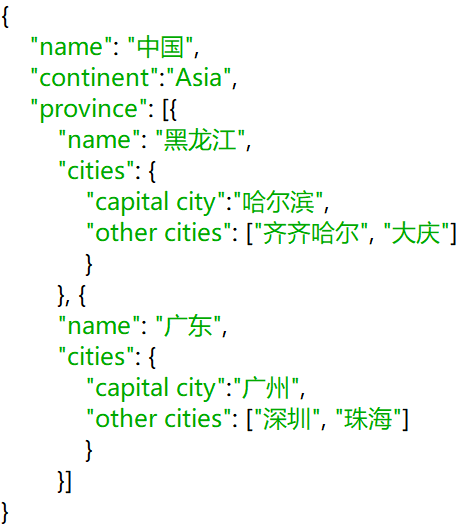 {
    "name": "中国",
    "continent":"Asia",
    "province": [{
        "name": "黑龙江",
        "cities": {
            "capital city":"哈尔滨",
            "other cities": ["齐齐哈尔", "大庆"]
            }
        }, {
        "name": "广东",
        "cities": {
            "capital city":"广州",
            "other cities": ["深圳", "珠海"]
            }
        }]
}